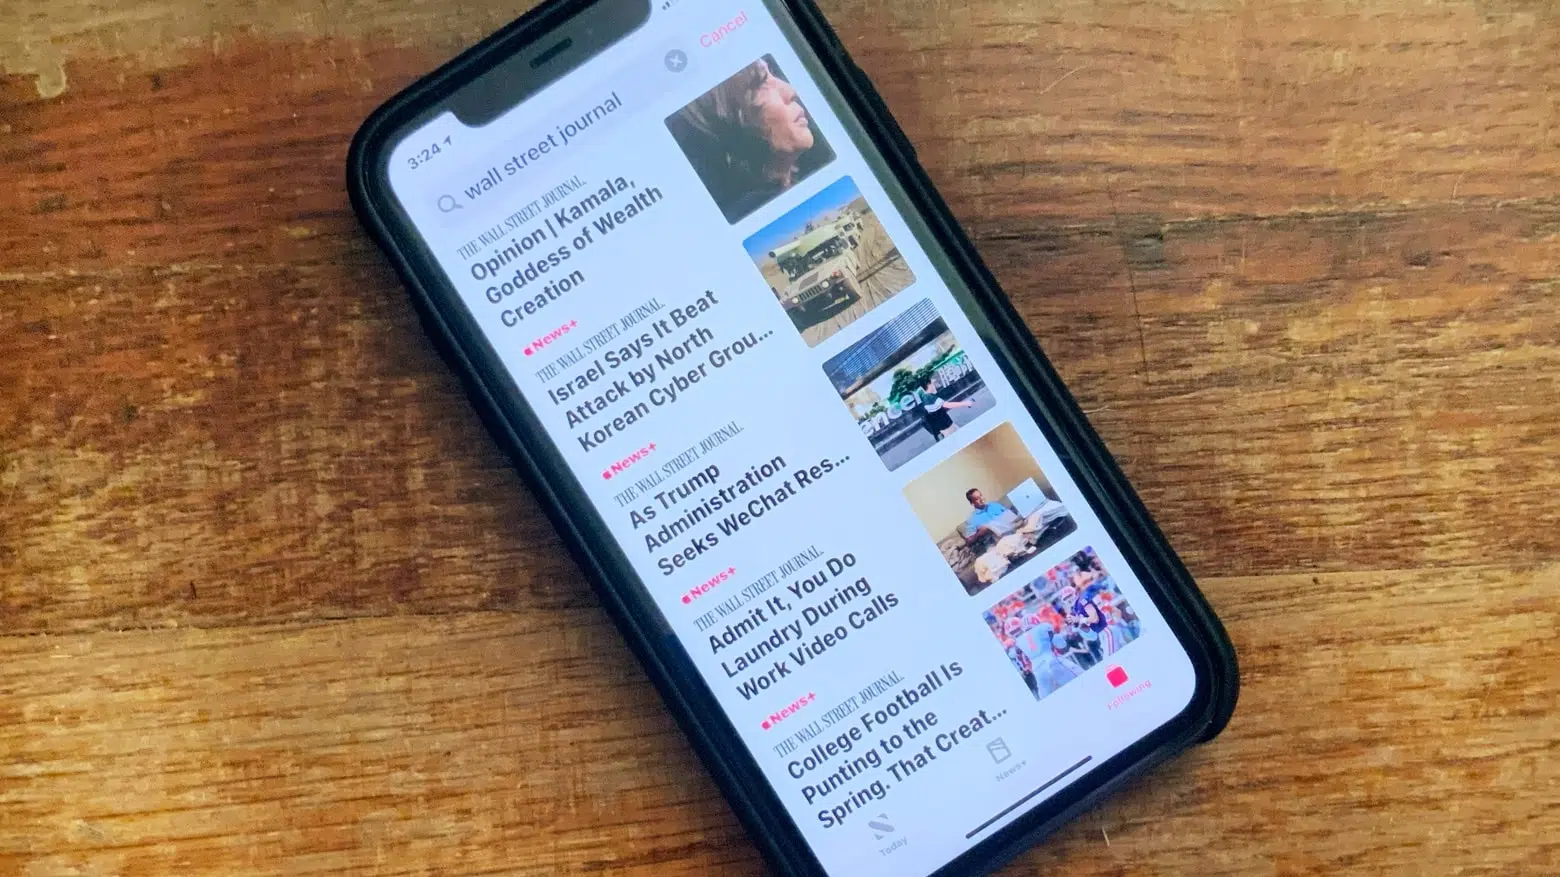 3:24
Cancel
wall street journal
THE WALL STREET JOURNAL.
Opinion | Kamala,
Goddess of Wealth
Creation
News+
THE WALL STREET JOURNAL.
Israel Says It Beat
Attack by North
Korean Cyber Grou...
News+
THE WALL STREET JOURNAL.
As Trump
Administration
Seeks WeChat Res...
News+
THE WALL STREET JOURNAL.
Admit It, You Do
Laundry During
Work Video Calls
News+
THE WALL STREET JOURNAL.
College Football Is
Punting to the
Spring. That Creat...
Today
News+
Following